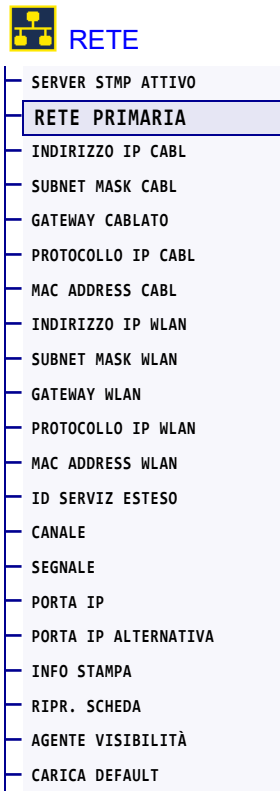 RETE
SERVER STMP ATTIVO
RETE PRIMARIA
INDIRIZZO IP CABL
SUBNET MASK CABL
GATEWAY CABLATO
PROTOCOLLO IP CABL
MAC ADDRESS CABL
INDIRIZZO IP WLAN
SUBNET MASK WLAN
GATEWAY WLAN
PROTOCOLLO IP WLAN
MAC ADDRESS WLAN
ID SERVIZ ESTESO
CANALE
SEGNALE
PORTA IP
PORTA IP ALTERNATIVA
INFO STAMPA
RIPR. SCHEDA
AGENTE VISIBILITÀ
CARICA DEFAULT